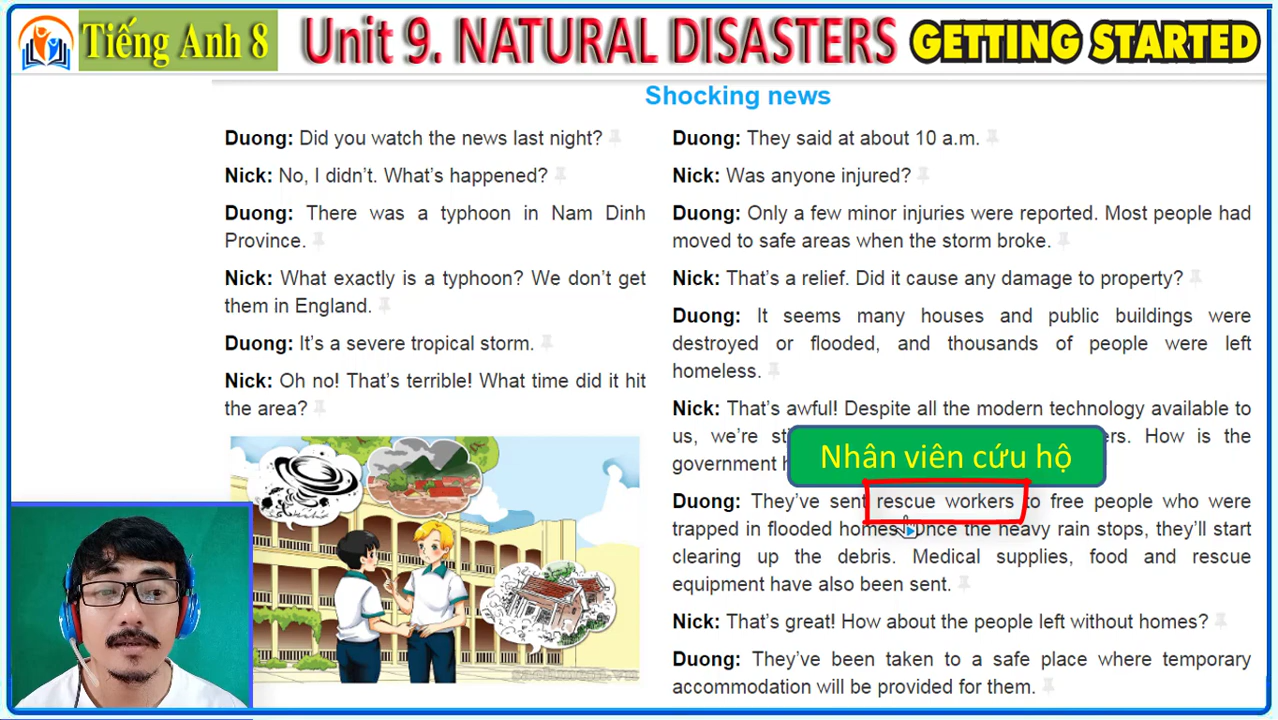 Tiếng Anh 8
Unit 9. NATURAL DISASTERS
GETTING STARTED
Shocking news
Duong: Did you watch the news last night?
Nick: No, I didn't. What's happened?
Duong: There was a typhoon in Nam Dinh
Province.
Nick: What exactly is a typhoon? We don't get
them in England.
Duong: It's a severe tropical storm.
Nick: Oh no! That's terrible! What time did it hit
the area?
Duong: They said at about 10 a.m.
Nick: Was anyone injured?
Duong: Only a few minor injuries were reported. Most people had
moved to safe areas when the storm broke.
Nick: That's a relief. Did it cause any damage to property?
Duong: It seems many houses and public buildings were
destroyed or flooded, and thousands of people were left
homeless.
Nick: That's awful! Despite all the modern technology available to
us, we're How is the
government
Nhân viên cứu hộ
Duong: They've sent rescue workers to free people who were
trapped in flooded homes. Once the heavy rain stops, they'll start
clearing up the debris. Medical supplies, food and rescue
equipment have also been sent.
Nick: That's great! How about the people left without homes?
Duong: They've been taken to a safe place where temporary
accommodation will be provided for them.